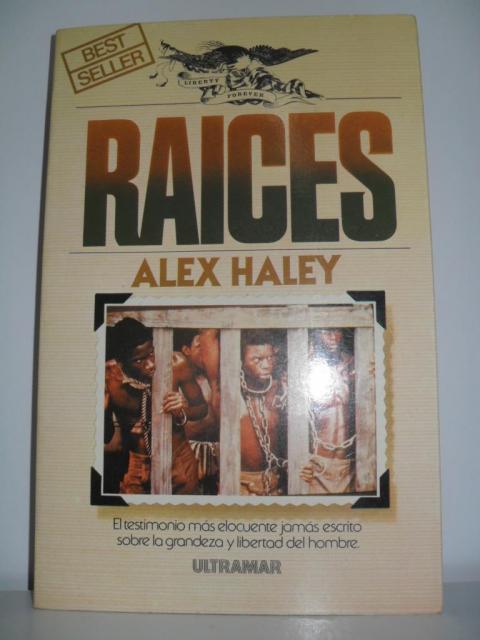 BEST
SELLER
LIBERTY
FOREVER
RAICES
ALEX HALEY
El testimonio más elocuente jamás escrito
sobre la grandeza y libertad del hombre.
ULTRAMAR